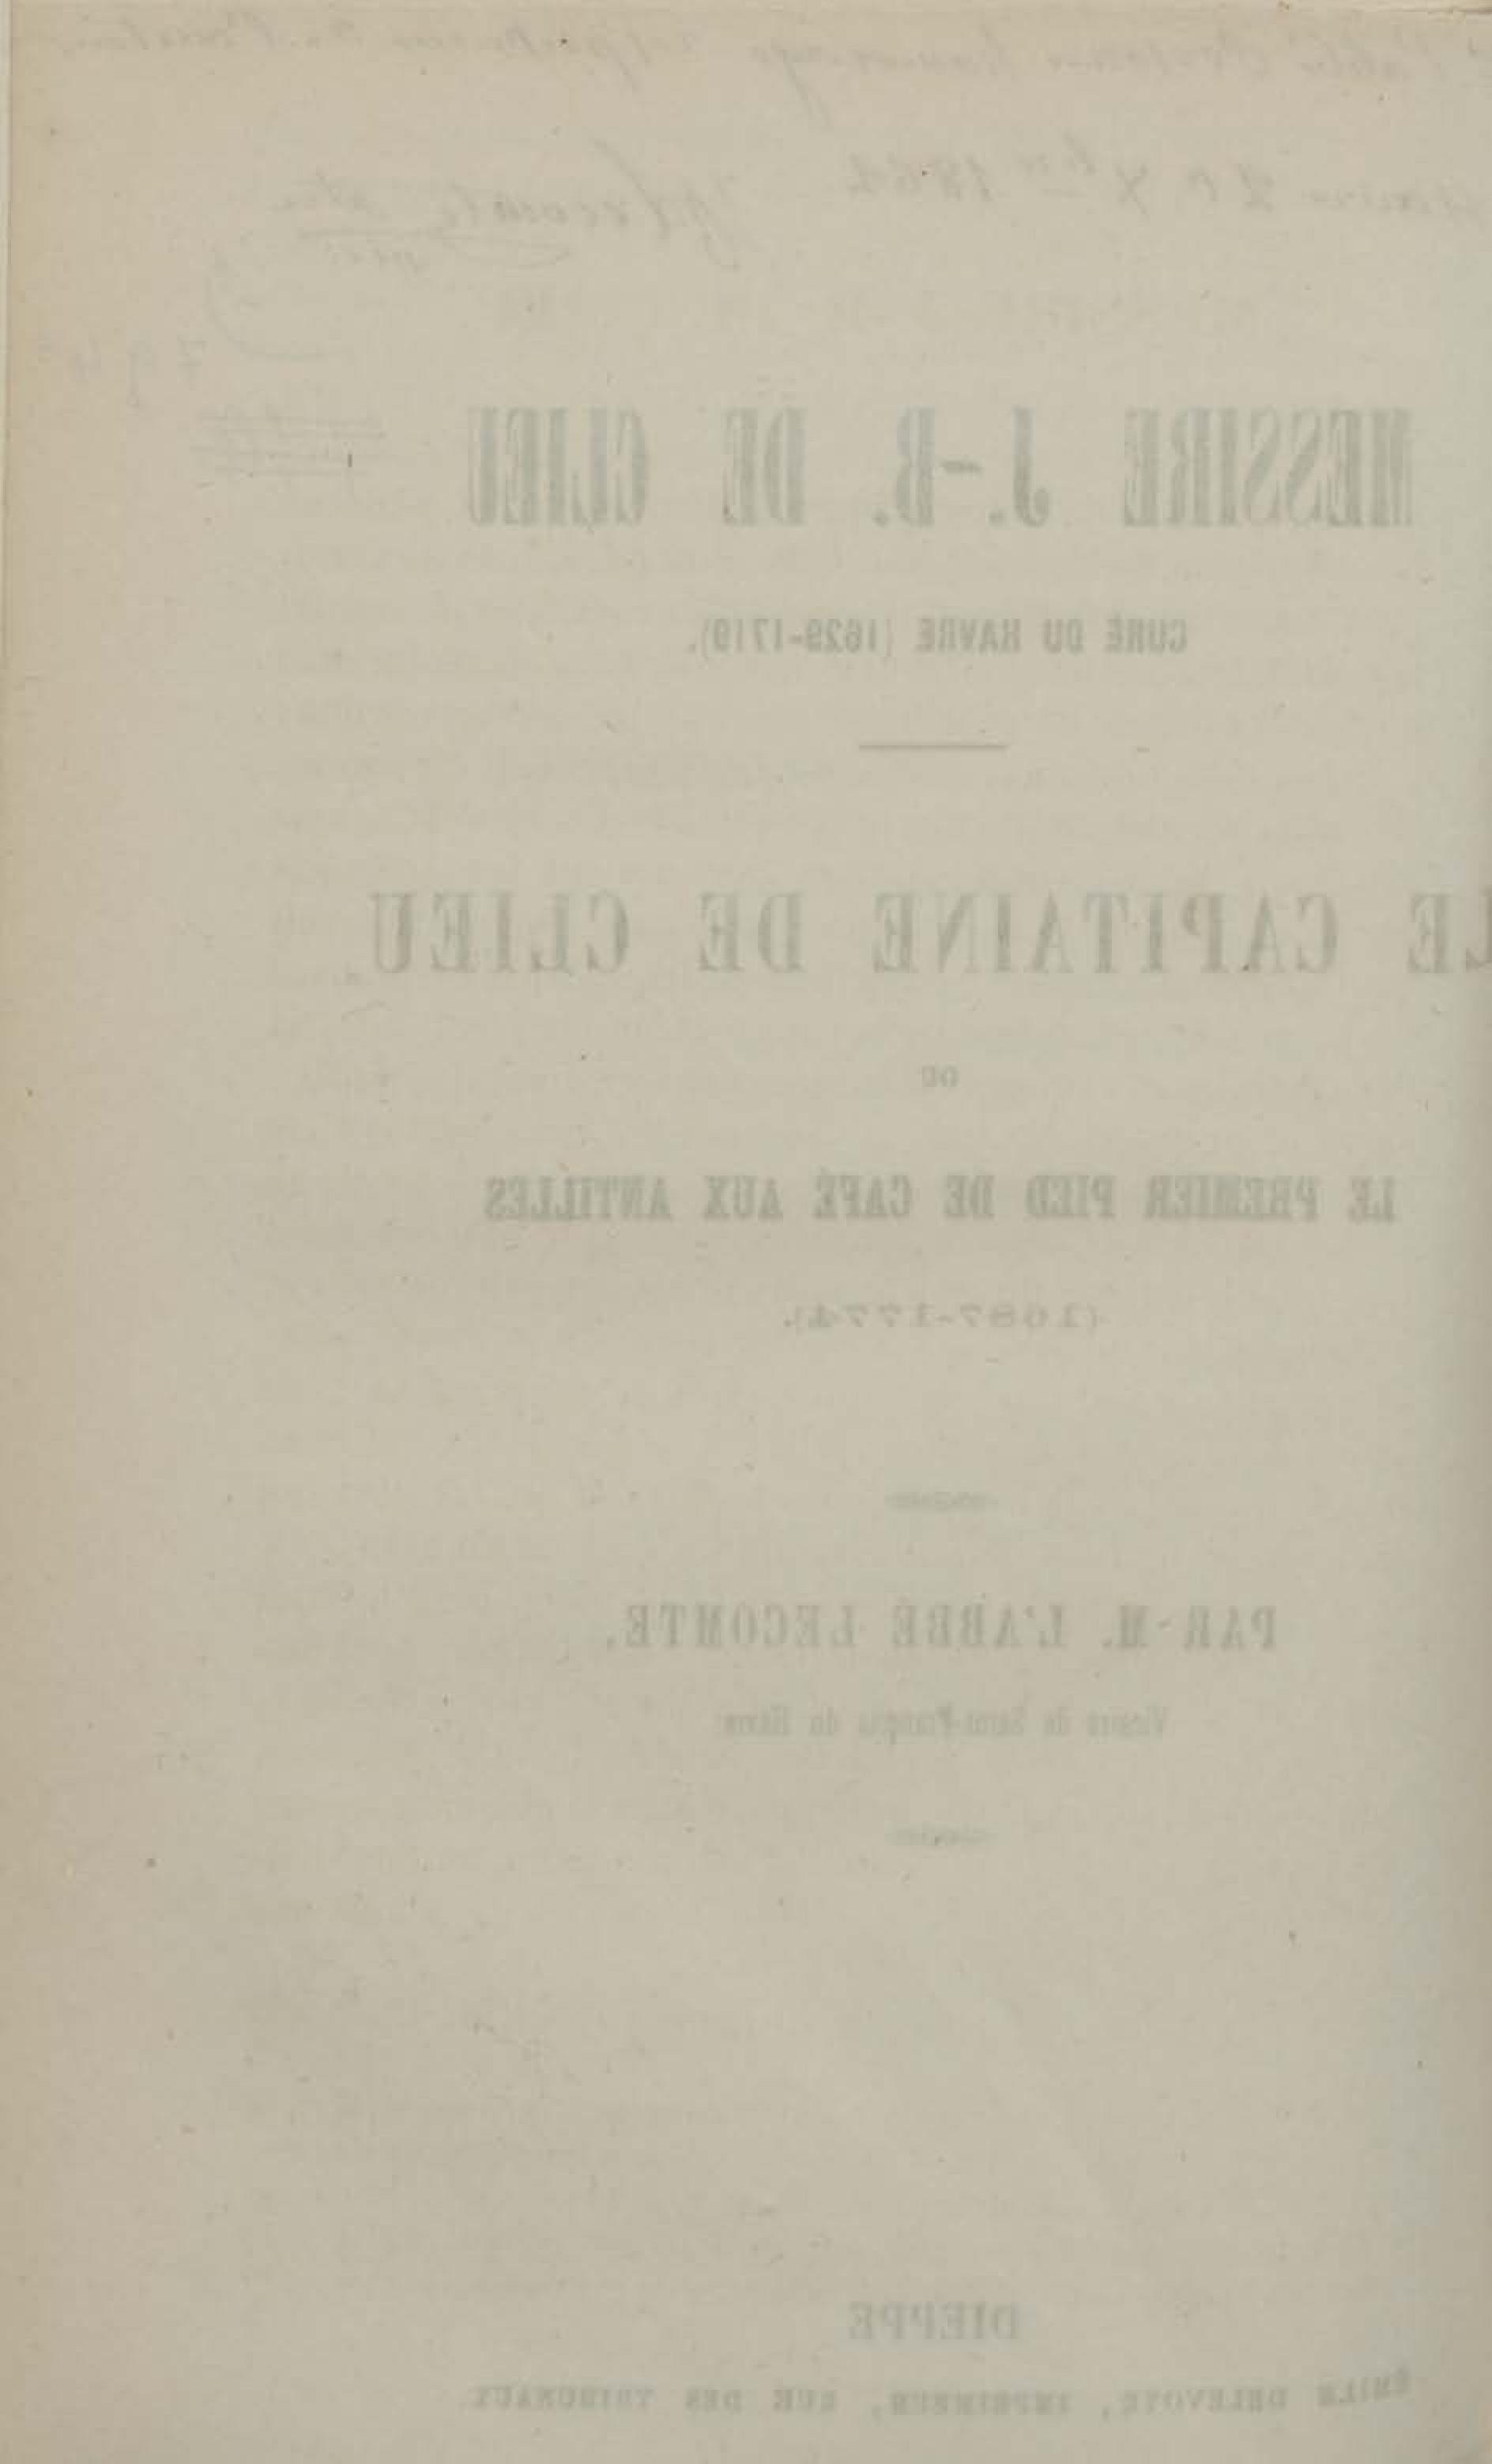 MESSIRE J.-B. DE CLIEU
CURÉ DU HAVRE (1629-1719).
LE CAPITAINE DE CLIEU
OU
LE PREMIER PIED DE CAFÉ AUX ANTILLES
(1687-1774).
PAR M. L'ABBÉ LECOMTE,
Vicaire de Saint-François du Havre
DIEPPE
ÉMILE DELEVOYE, IMPRIMEUR, RUE DES TRIBUNAUX